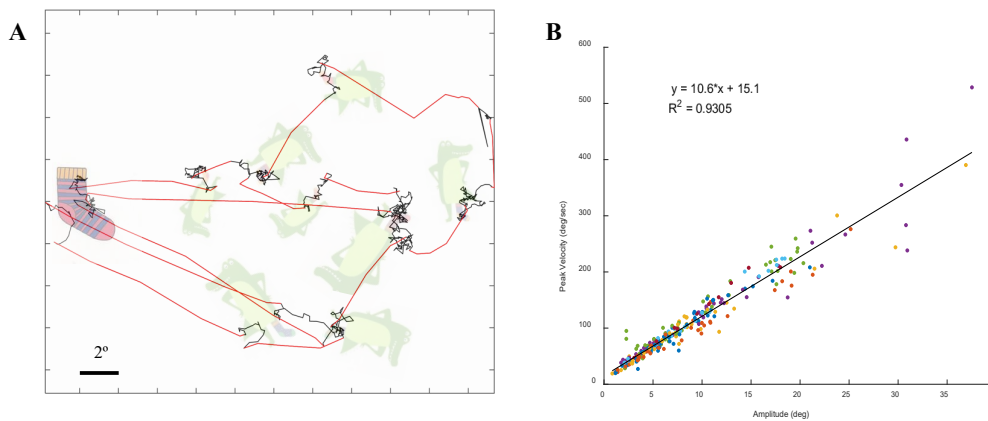 A
2º
B
y = 10.6*x + 15.1
R² = 0.9305
Peak Velocity (deg/sec)
600
500
400
300
200
100
0
0 5 10 15 20 25 30 35
Amplitude (deg)